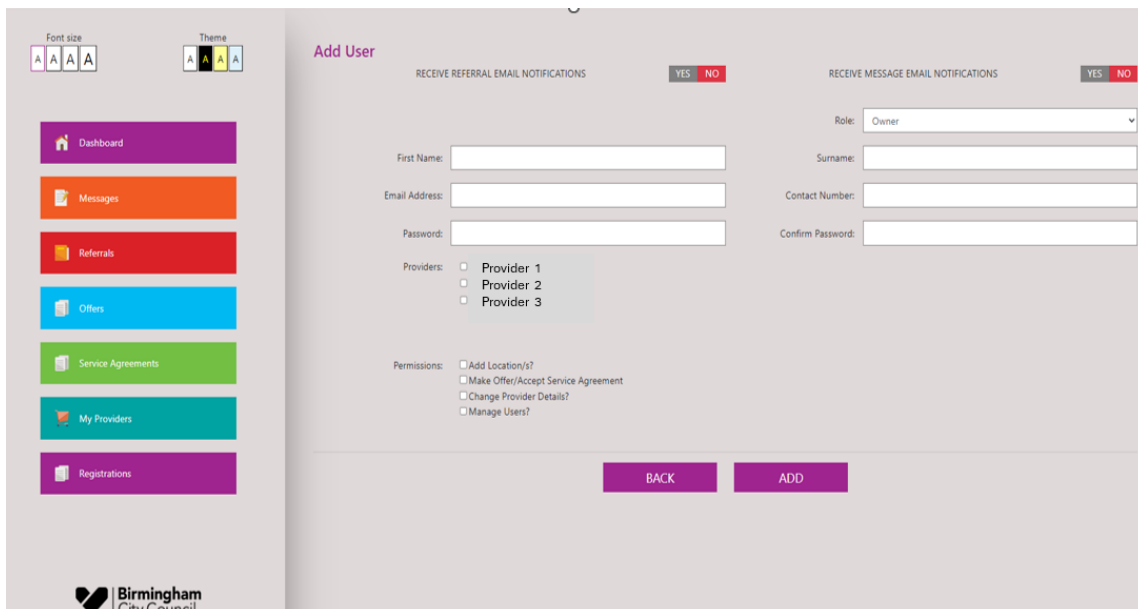 Font size
Theme
A A A A
A A A A
Dashboard
Messages
Referrals
Offers
Service Agreements
My Providers
Registrations
Birmingham
City Council
Add User
RECEIVE REFERRAL EMAIL NOTIFICATIONS YES NO
RECEIVE MESSAGE EMAIL NOTIFICATIONS YES NO
Role: Owner
First Name:
Surname:
Email Address:
Contact Number:
Password:
Confirm Password:
Providers:
Provider 1
Provider 2
Provider 3
Permissions:
Add Location/s?
Make Offer/Accept Service Agreement
Change Provider Details?
Manage Users?
BACK
ADD